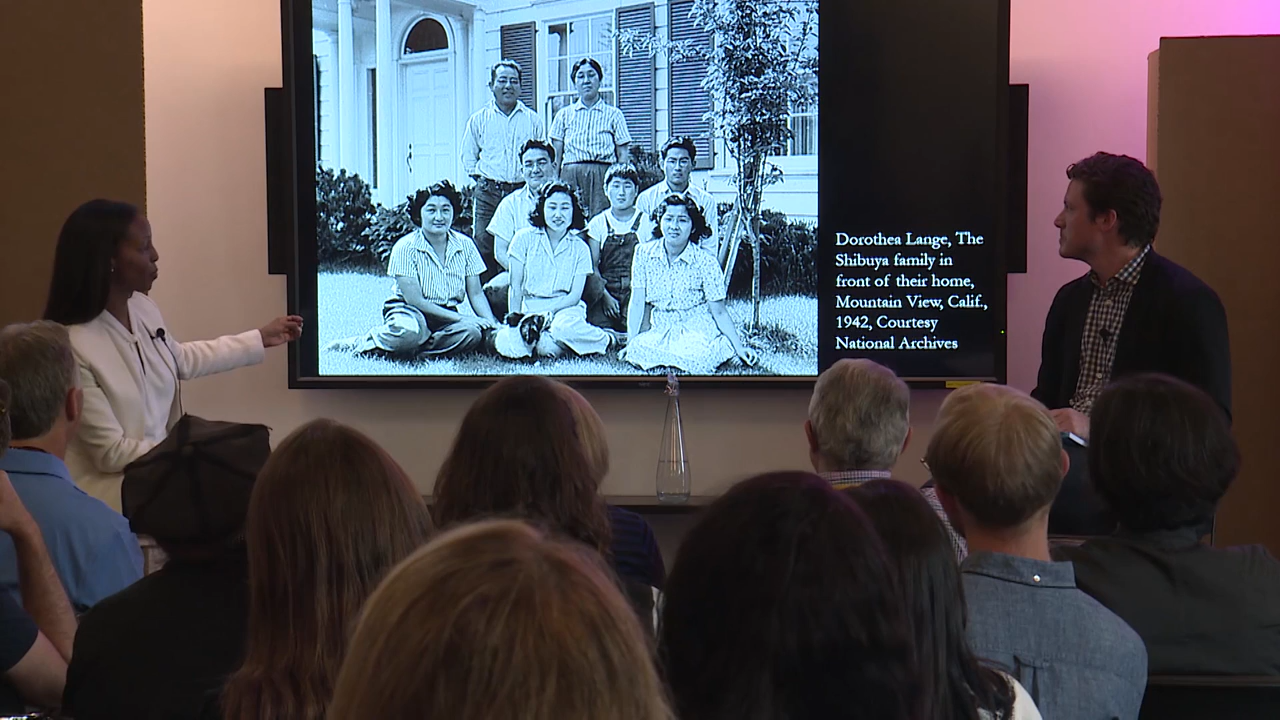 Dorothea Lange, The
Shibuya family in
front of their home,
Mountain View, Calif.,
1942, Courtesy
National Archives